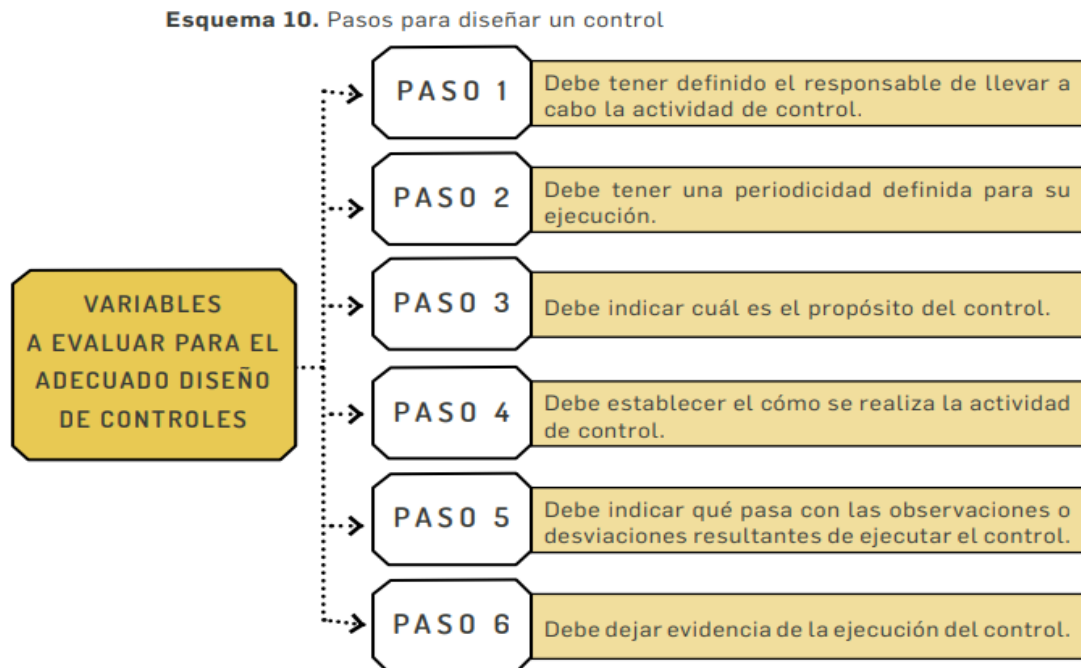 Esquema 10. Pasos para diseñar un control
PASO 1
Debe tener definido el responsable de llevar a
cabo la actividad de control.
PASO 2
Debe tener una periodicidad definida para su
ejecución.
PASO 3
Debe indicar cuál es el propósito del control.
VARIABLES
A EVALUAR PARA EL
ADECUADO DISEÑO
DE CONTROLES
PASO 4
Debe establecer el cómo se realiza la actividad
de control.
PASO 5
Debe indicar qué pasa con las observaciones o
desviaciones resultantes de ejecutar el control.
PASO 6
Debe dejar evidencia de la ejecución del control.